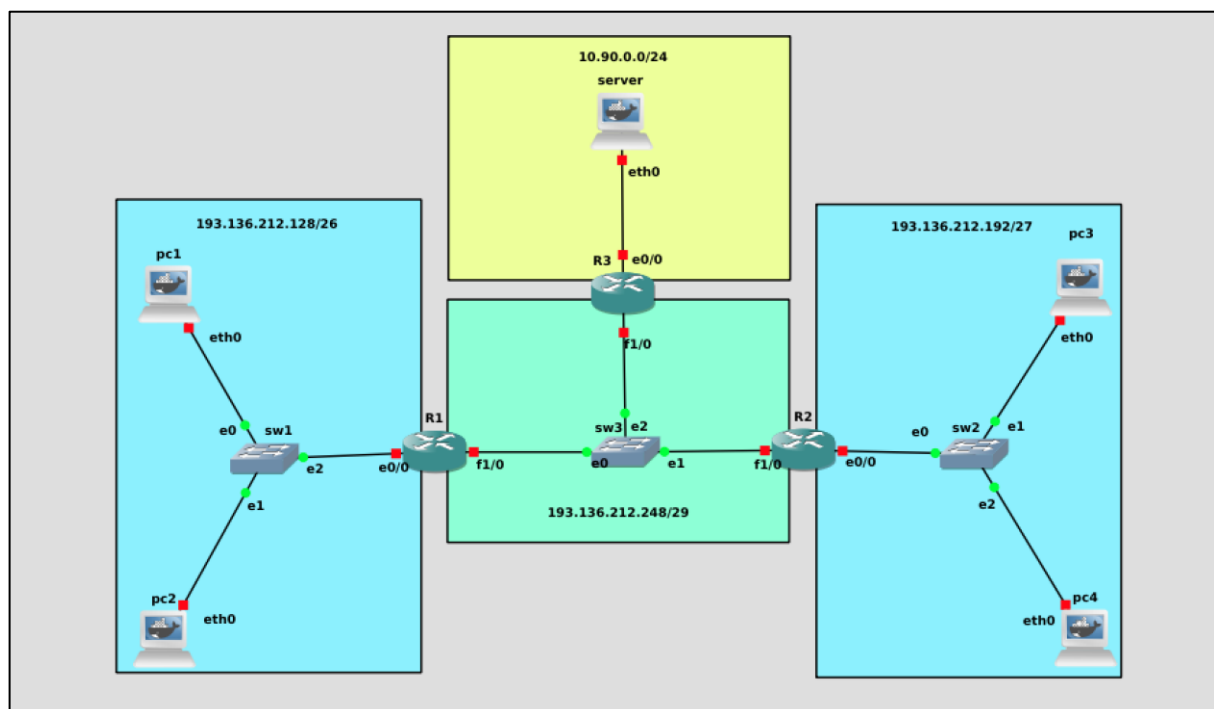 10.90.0.0/24
server
eth0
R3
e0/0
f1/0
193.136.212.128/26
pc1
eth0
e0
sw1
e2
e1
pc2
eth0
e0/0
R1
f1/0
sw3
e2
e0
e1
193.136.212.248/29
R2
f1/0
e0/0
193.136.212.192/27
pc3
eth0
e0
sw2
e1
e2
pc4
eth0